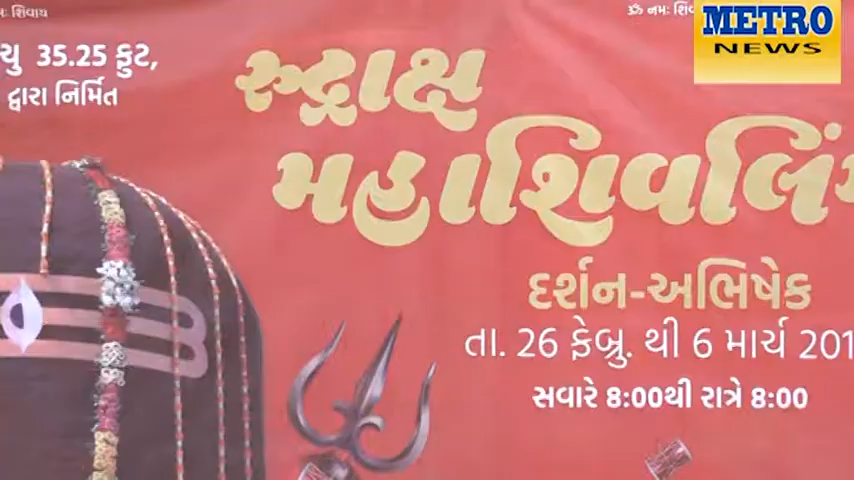 ૐ નમઃ
METRO
NEWS
35.25 ફુટ,
દ્વારા નિર્મિત
રુદ્રાક્ષ
મહાશિવલિંગ
દર્શન-અભિષેક
તા. 26 ફેબ્રુ. થી 6 માર્ચ 201
સવારે 8:00થી રાત્રે 8:00